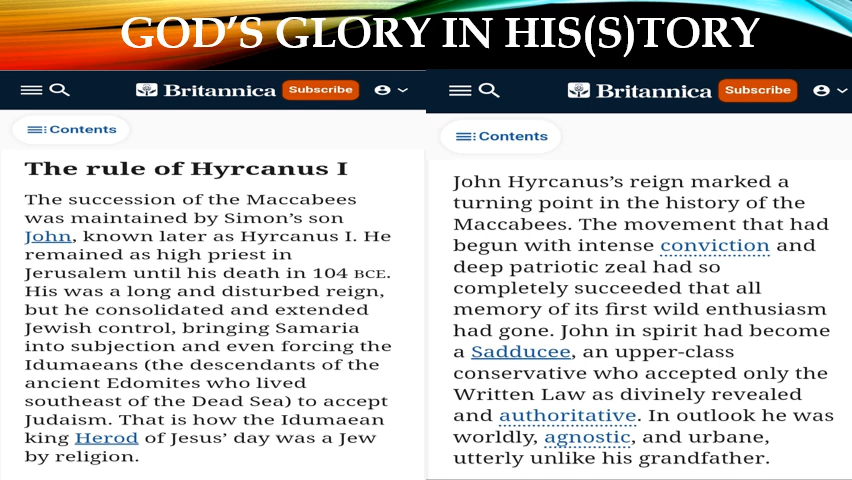 GOD'S GLORY IN HIS(S)TORY
Britannica Subscribe
Contents
The rule of Hyrcanus I
The succession of the Maccabees
was maintained by Simon's son
John, known later as Hyrcanus I. He
remained as high priest in
Jerusalem until his death in 104 BCE.
His was a long and disturbed reign,
but he consolidated and extended
Jewish control, bringing Samaria
into subjection and even forcing the
Idumaeans (the descendants of the
ancient Edomites who lived
southeast of the Dead Sea) to accept
Judaism. That is how the Idumaean
king Herod of Jesus' day was a Jew
by religion.
Britannica Subscribe
Contents
John Hyrcanus's reign marked a
turning point in the history of the
Maccabees. The movement that had
begun with intense conviction and
deep patriotic zeal had so
completely succeeded that all
memory of its first wild enthusiasm
had gone. John in spirit had become
a Sadducee, an upper-class
conservative who accepted only the
Written Law as divinely revealed
and authoritative. In outlook he was
worldly, agnostic, and urbane,
utterly unlike his grandfather.